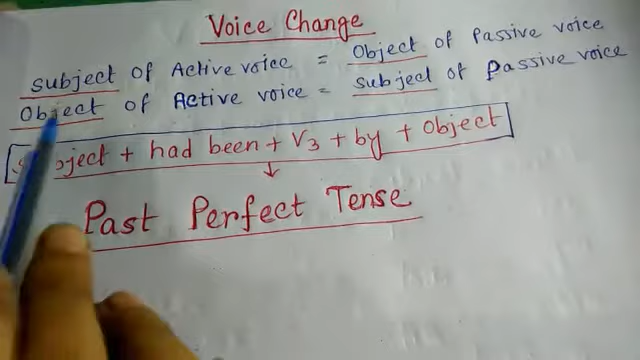 Voice Change
Subject of Active voice = Object of Passive voice
Object of Active voice = subject of passive voice
Subject + had been + V3 + by + Object
↓
Past Perfect Tense